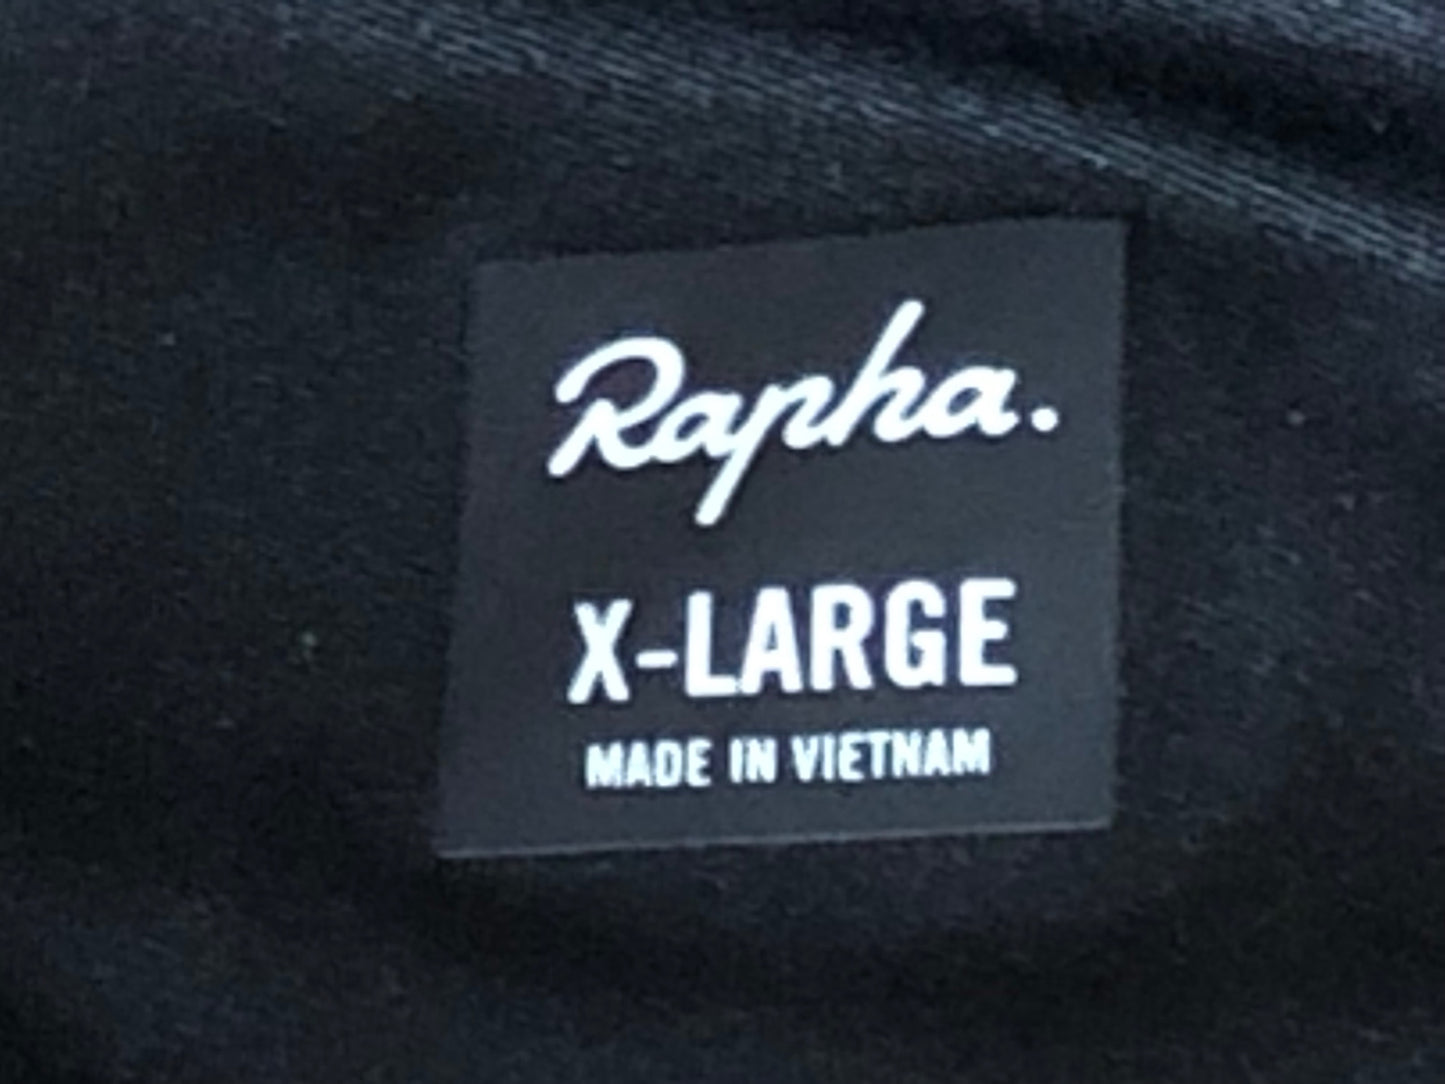 Rapha.
X-LARGE
MADE IN VIETNAM